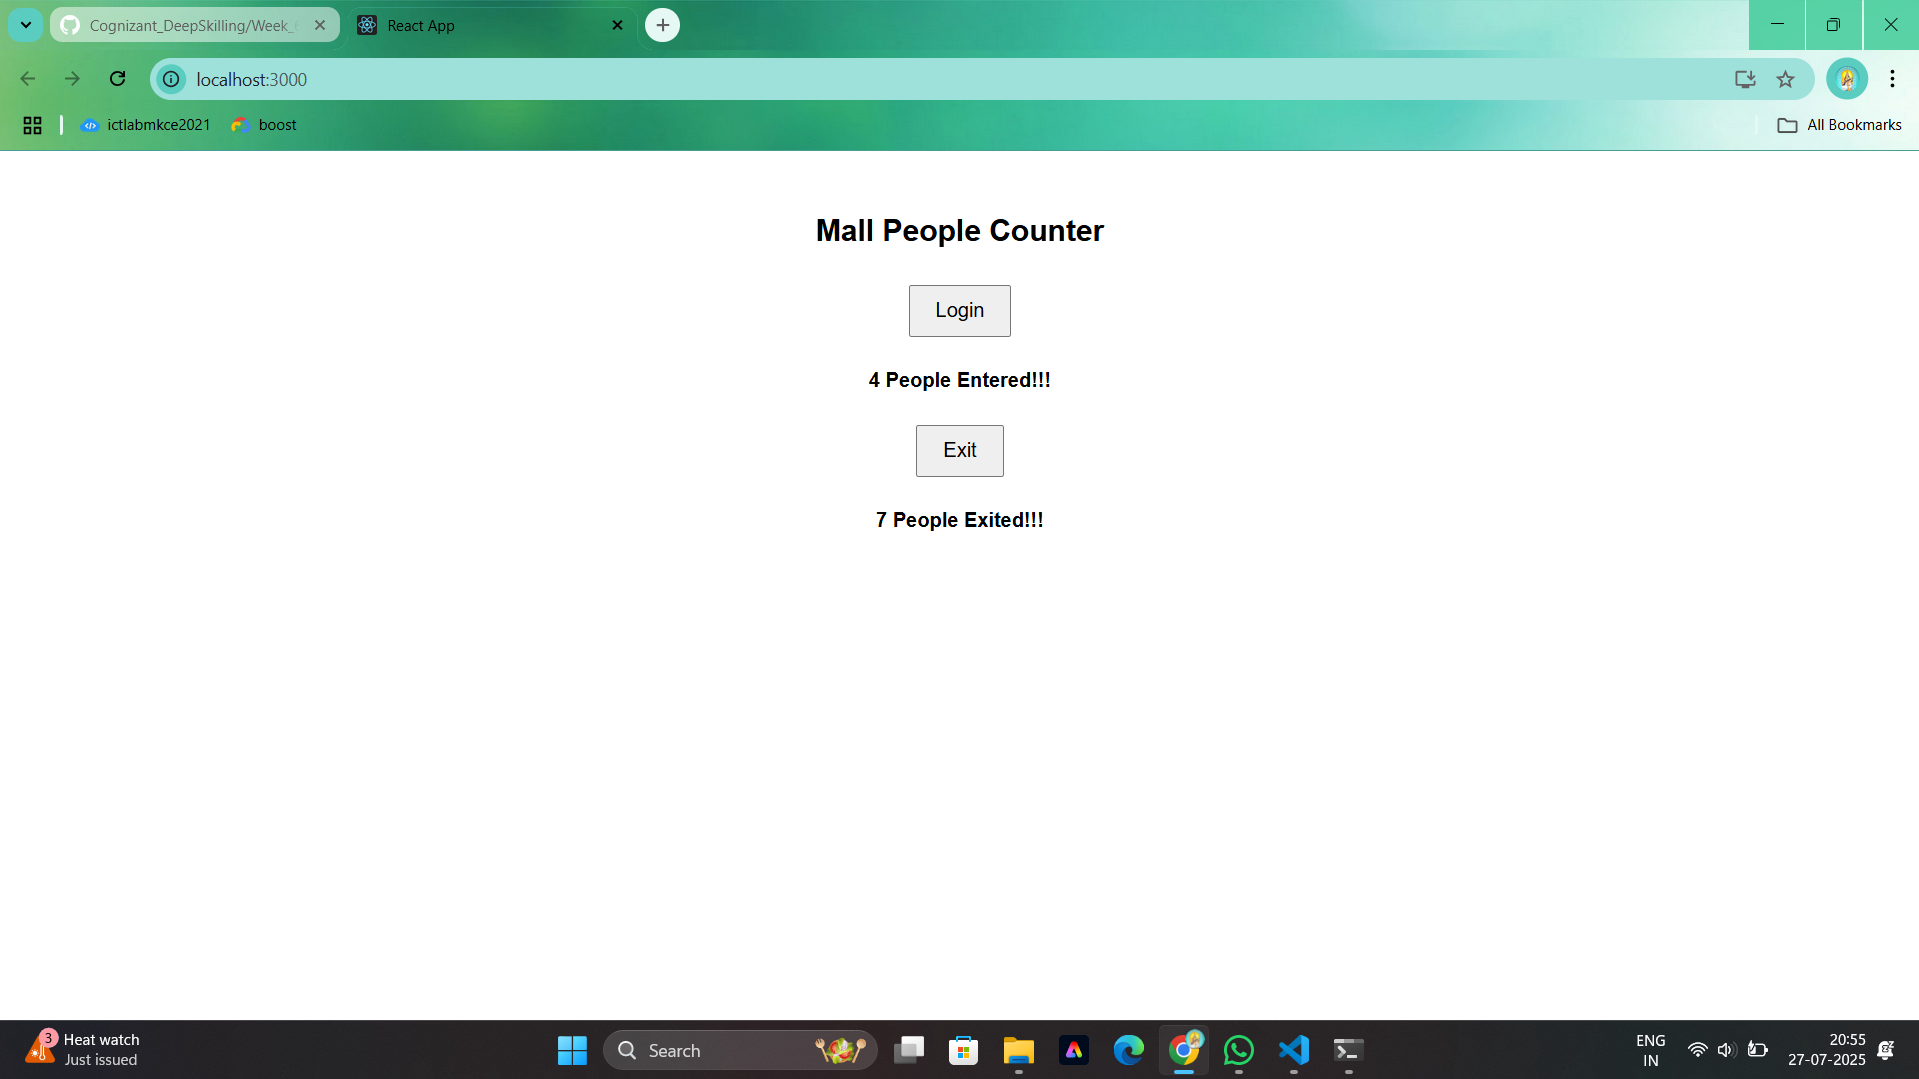 Cognizant_DeepSkilling/Week_
React App
localhost:3000
ictlabmkce2021
boost
All Bookmarks
Mall People Counter
Login
4 People Entered!!!
Exit
7 People Exited!!!
3
Heat watch
Just issued
Search
ENG
IN
20:55
27-07-2025